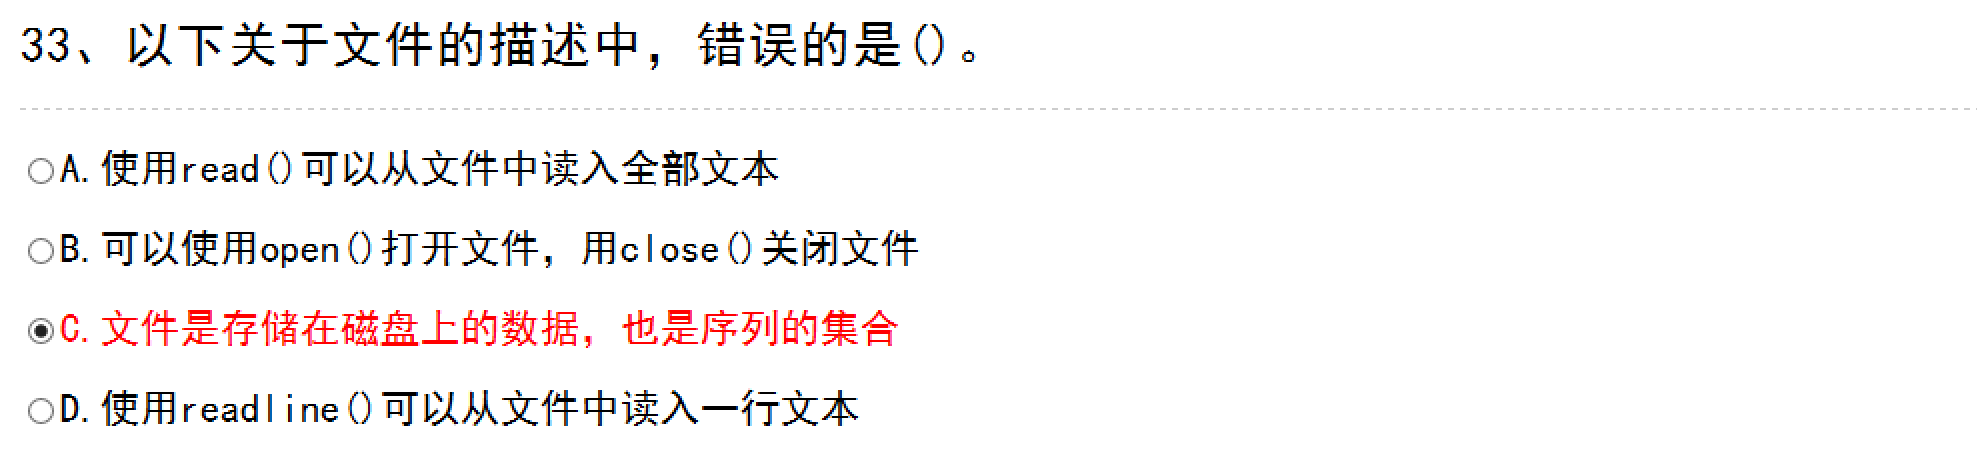 33、以下关于文件的描述中，错误的是()。
A.使用read()可以从文件中读入全部文本
B.可以使用open()打开文件，用close()关闭文件
C.文件是存储在磁盘上的数据，也是序列的集合
D.使用readline()可以从文件中读入一行文本